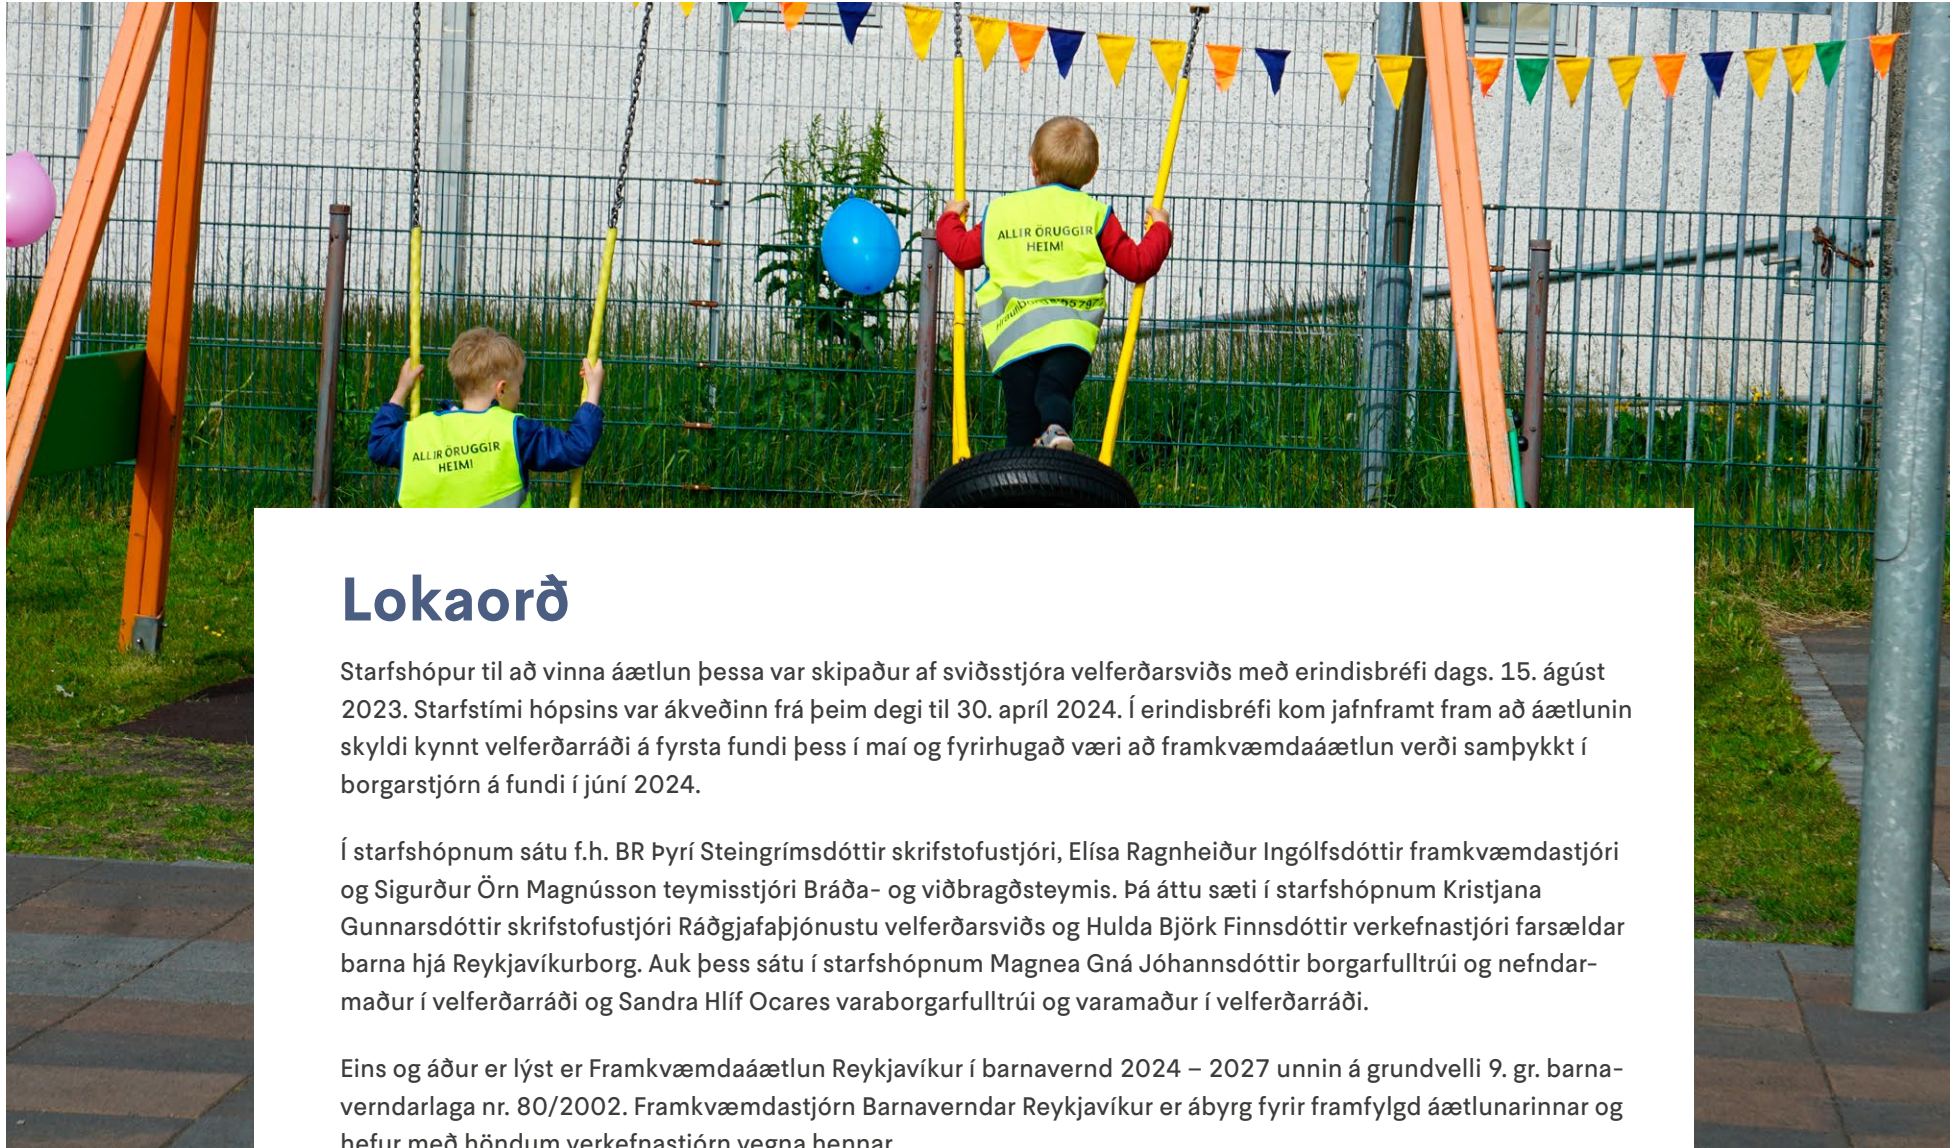 ALLIR ÖRUGGIR
HEIM!
ALLIR ÖRUGGIR
HEIM!
Lokaorð
Starfshópur til að vinna áætlun þessa var skipaður af sviðsstjóra velferðarsviðs með erindisbréfi dags. 15. ágúst
2023. Starfstími hópsins var ákveðinn frá þeim degi til 30. apríl 2024. Í erindisbréfi kom jafnframt fram að áætlunin
skyldi kynnt velferðarráði á fyrsta fundi þess í maí og fyrirhugað væri að framkvæmdaáætlun verði samþykkt í
borgarstjórn á fundi í júní 2024.
Í starfshópnum sátu f.h. BR Þyrí Steingrímsdóttir skrifstofustjóri, Elísa Ragnheiður Ingólfsdóttir framkvæmdastjóri
og Sigurður Örn Magnússon teymisstjóri Bráða- og viðbragðsteymis. Þá áttu sæti í starfshópnum Kristjana
Gunnarsdóttir skrifstofustjóri Ráðgjafaþjónustu velferðarsviðs og Hulda Björk Finnsdóttir verkefnastjóri farsældar
barna hjá Reykjavíkurborg. Auk þess sátu í starfshópnum Magnea Gná Jóhannsdóttir borgarfulltrúi og nefndar-
maður í velferðarráði og Sandra Hlíf Ocares varaborgarfulltrúi og varamaður í velferðarráði.
Eins og áður er lýst er Framkvæmdaáætlun Reykjavíkur í barnavernd 2024 – 2027 unnin á grundvelli 9. gr. barna-
verndarlaga nr. 80/2002. Framkvæmdastjórn Barnaverndar Reykjavíkur er ábyrg fyrir framfylgd áætlunarinnar og
hefur með höndum verkefnastjórn vegna hennar.